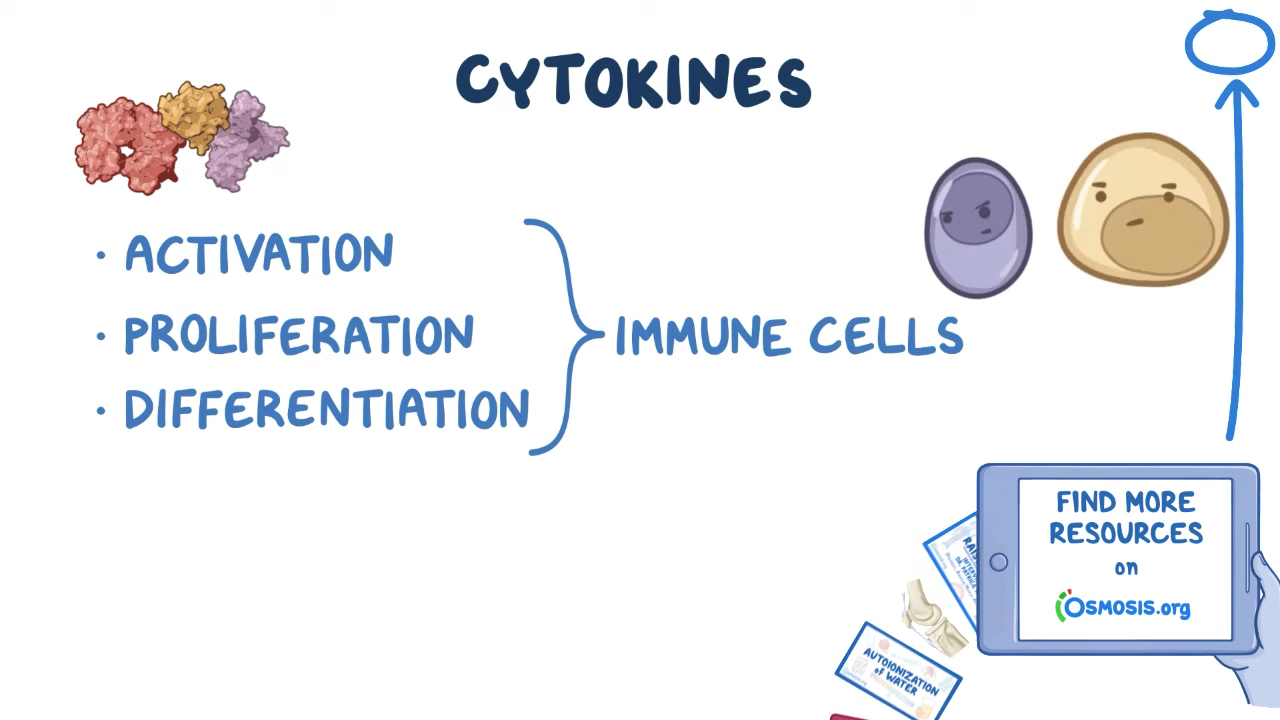 CYTOKINES
· ACTIVATION
· PROLIFERATION
· DIFFERENTIATION
IMMUNE CELLS
FIND MORE
RESOURCES
on
OSMOSIS.org
AUTOIONIZATION
of WATER